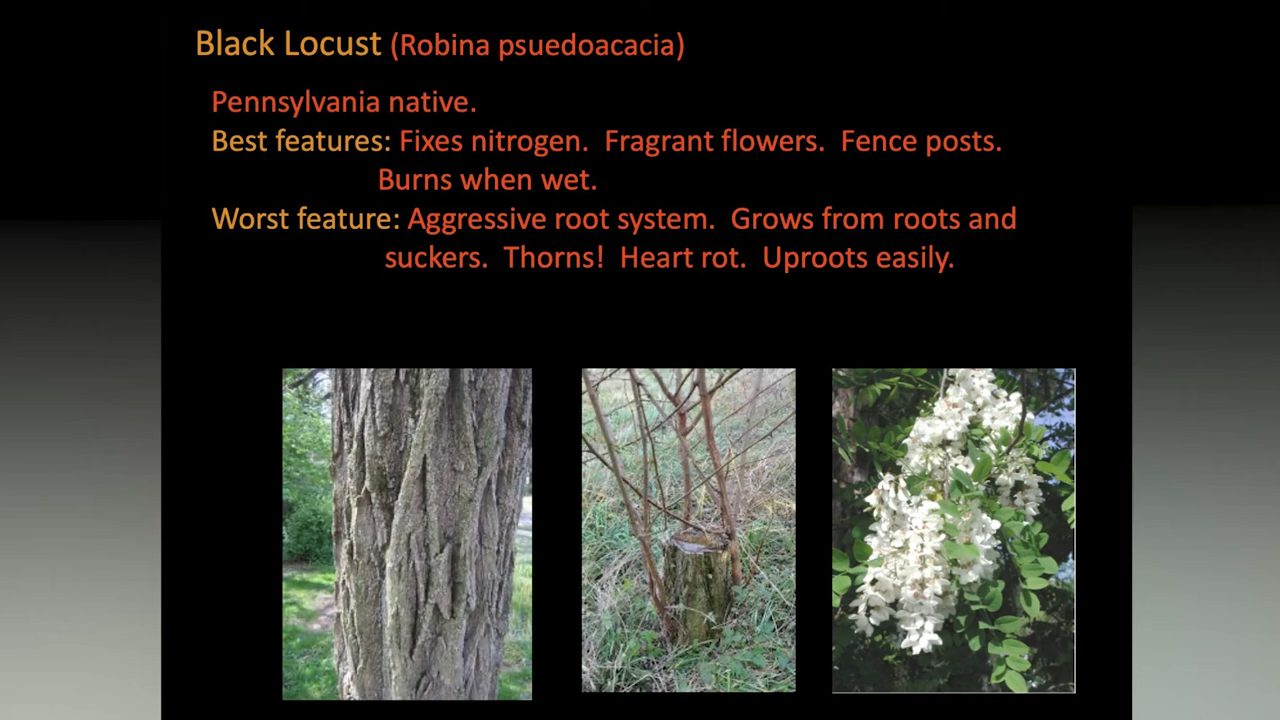 Black Locust (Robina psuedoacacia)
Pennsylvania native.
Best features: Fixes nitrogen. Fragrant flowers. Fence posts.
Burns when wet.
Worst feature: Aggressive root system. Grows from roots and
suckers. Thorns! Heart rot. Uproots easily.